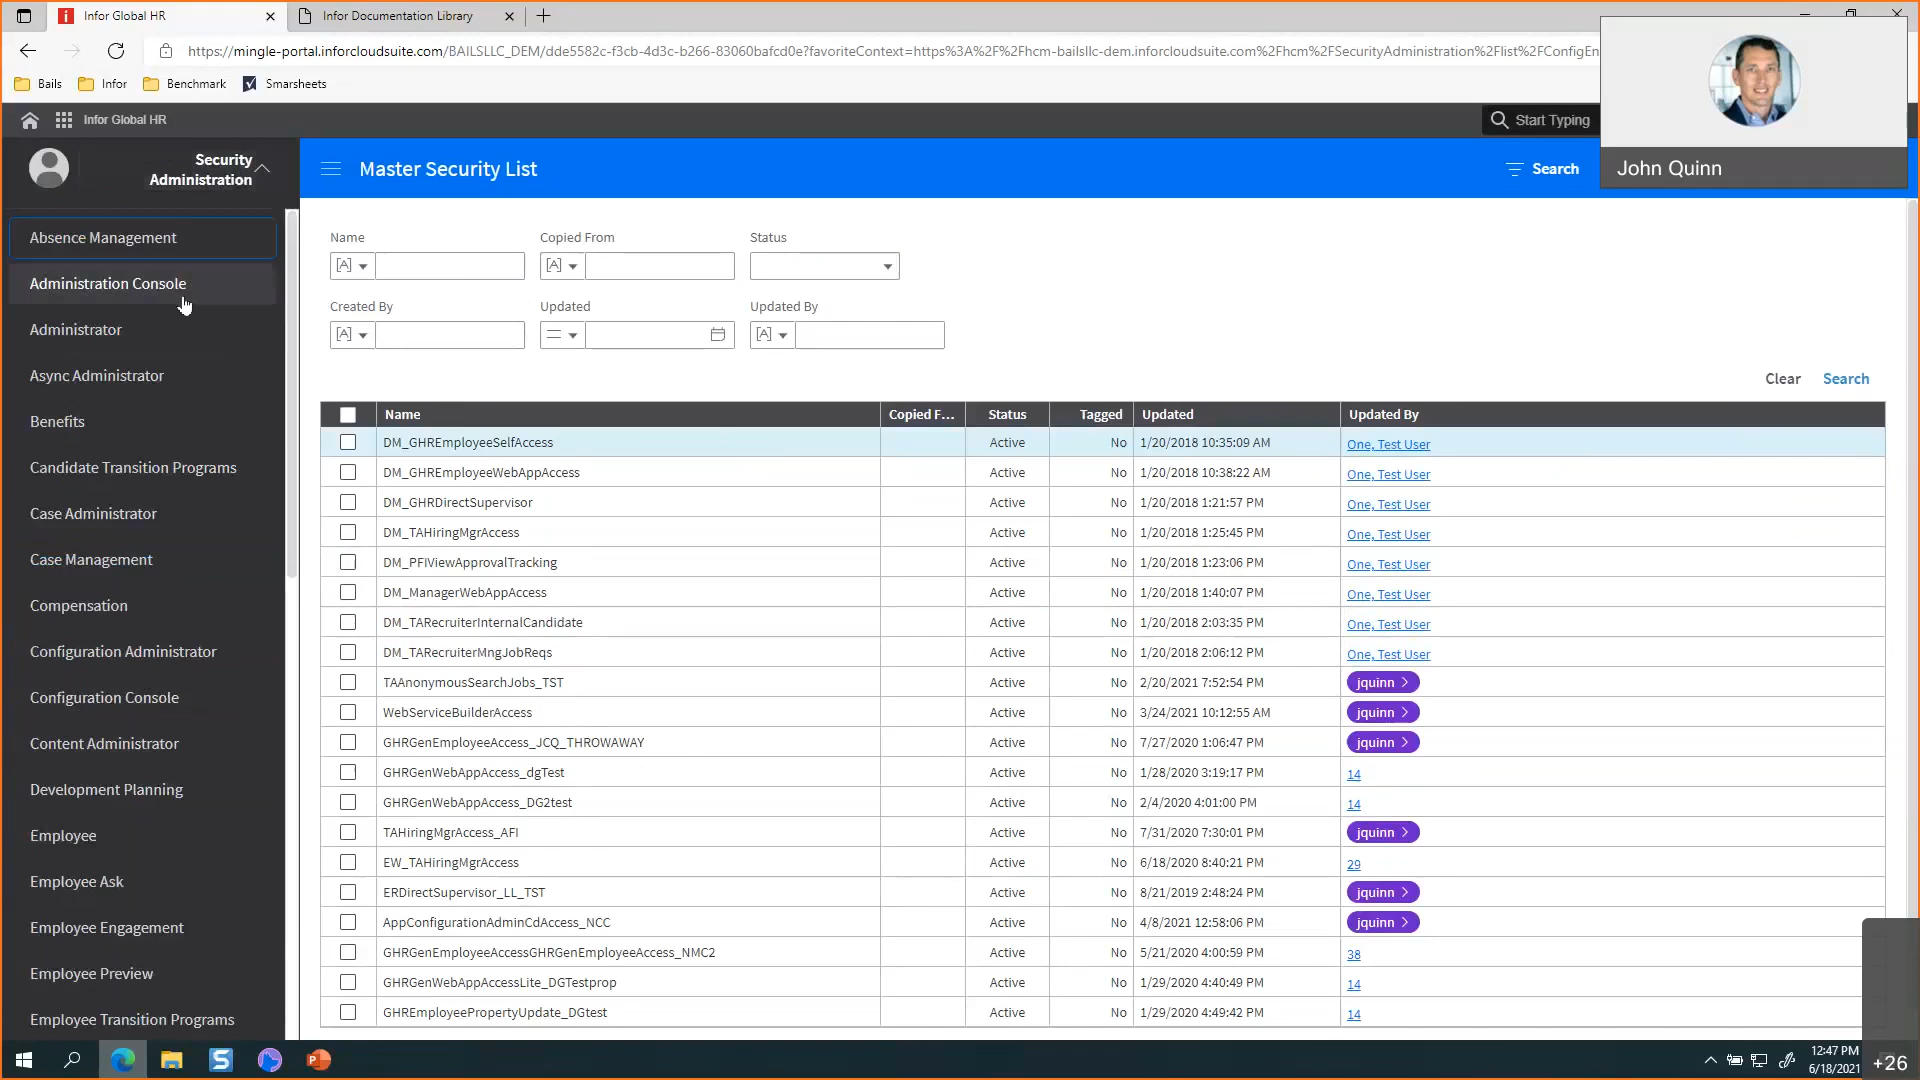 Infor Global HR
Infor Documentation Library
https://mingle-portal.inforcloudsuite.com/BAILSLLC_DEM/dde5582c-f3cb-4d3c-b266-83060bafcd0e?favoriteContext=https%3A%2F%2Fhcm-bailsllc-dem.inforcloudsuite.com%2Fhcm%2FSecurityAdministration%2Flist%2FConfigEn
Bails
Infor
Benchmark
Smarsheets
Infor Global HR
Start Typing
John Quinn
Security
Administration
Absence Management
Administration Console
Administrator
Async Administrator
Benefits
Candidate Transition Programs
Case Administrator
Case Management
Compensation
Configuration Administrator
Configuration Console
Content Administrator
Development Planning
Employee
Employee Ask
Employee Engagement
Employee Preview
Employee Transition Programs
Master Security List
Search
Name Copied From Status
[A] [A]
Created By Updated Updated By
[A] [A]
Clear Search
Name Copied F... Status Tagged Updated Updated By
DM_GHREmployeeSelfAccess Active No 1/20/2018 10:35:09 AM One, Test User
DM_GHREmployeeWebAppAccess Active No 1/20/2018 10:38:22 AM One, Test User
DM_GHRDirectSupervisor Active No 1/20/2018 1:21:57 PM One, Test User
DM_TAHiringMgrAccess Active No 1/20/2018 1:25:45 PM One, Test User
DM_PFIViewApprovalTracking Active No 1/20/2018 1:23:06 PM One, Test User
DM_ManagerWebAppAccess Active No 1/20/2018 1:40:07 PM One, Test User
DM_TARecruiterInternalCandidate Active No 1/20/2018 2:03:35 PM One, Test User
DM_TARecruiterMngJobReqs Active No 1/20/2018 2:06:12 PM One, Test User
TAAnonymousSearchJobs_TST Active No 2/20/2021 7:52:54 PM jquinn
WebServiceBuilderAccess Active No 3/24/2021 10:12:55 AM jquinn
GHRGenEmployeeAccess_JCQ_THROWAWAY Active No 7/27/2020 1:06:47 PM jquinn
GHRGenWebAppAccess_dgTest Active No 1/28/2020 3:19:17 PM 14
GHRGenWebAppAccess_DG2test Active No 2/4/2020 4:01:00 PM 14
TAHiringMgrAccess_AFI Active No 7/31/2020 7:30:01 PM jquinn
EW_TAHiringMgrAccess Active No 6/18/2020 8:40:21 PM 29
ERDirectSupervisor_LL_TST Active No 8/21/2019 2:48:24 PM jquinn
AppConfigurationAdminCdAccess_NCC Active No 4/8/2021 12:58:06 PM jquinn
GHRGenEmployeeAccessGHRGenEmployeeAccess_NMC2 Active No 5/21/2020 4:00:59 PM 38
GHRGenWebAppAccessLite_DGTestprop Active No 1/29/2020 4:40:49 PM 14
GHREmployeePropertyUpdate_DGtest Active No 1/29/2020 4:49:42 PM 14
12:47 PM
6/18/2021
+26